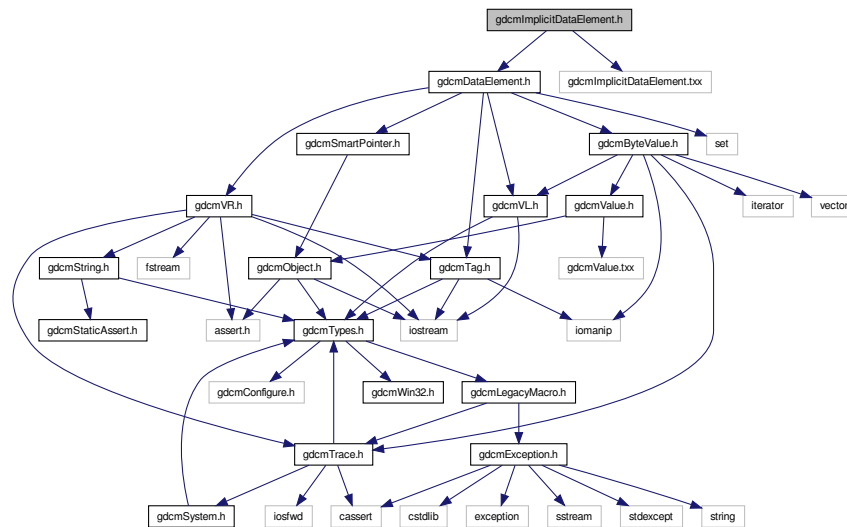 gdcmImplicitDataElement.h
gdcmDataElement.h
gdcmImplicitDataElement.txx
gdcmSmartPointer.h
gdcmByteValue.h
set
gdcmVR.h
gdcmVL.h
gdcmValue.h
iterator
vector
gdcmString.h
fstream
gdcmObject.h
gdcmTag.h
gdcmValue.txx
gdcmStaticAssert.h
assert.h
gdcmTypes.h
iostream
iomanip
gdcmConfigure.h
gdcmWin32.h
gdcmLegacyMacro.h
gdcmTrace.h
gdcmException.h
gdcmSystem.h
iosfwd
cassert
cstdlib
exception
sstream
stdexcept
string